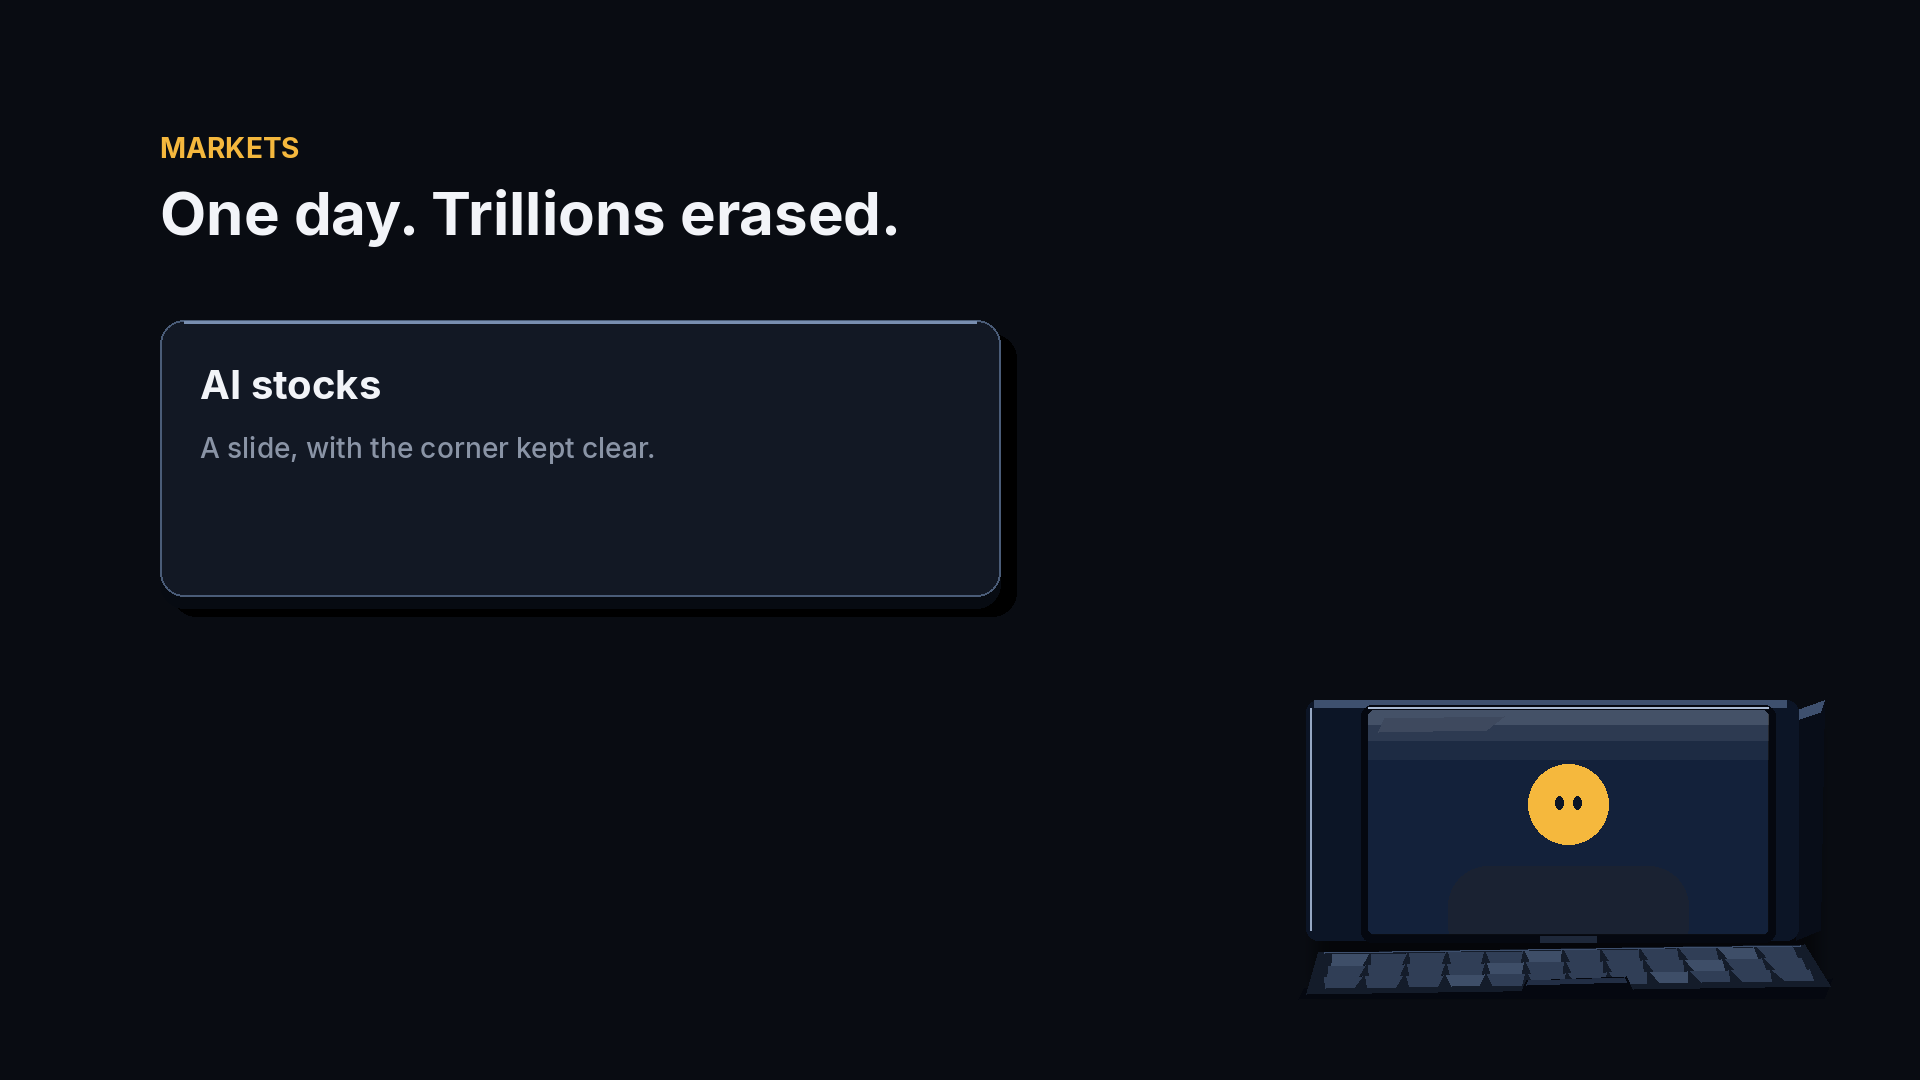 MARKETS
One day. Trillions erased.
AI stocks
A slide, with the corner kept clear.